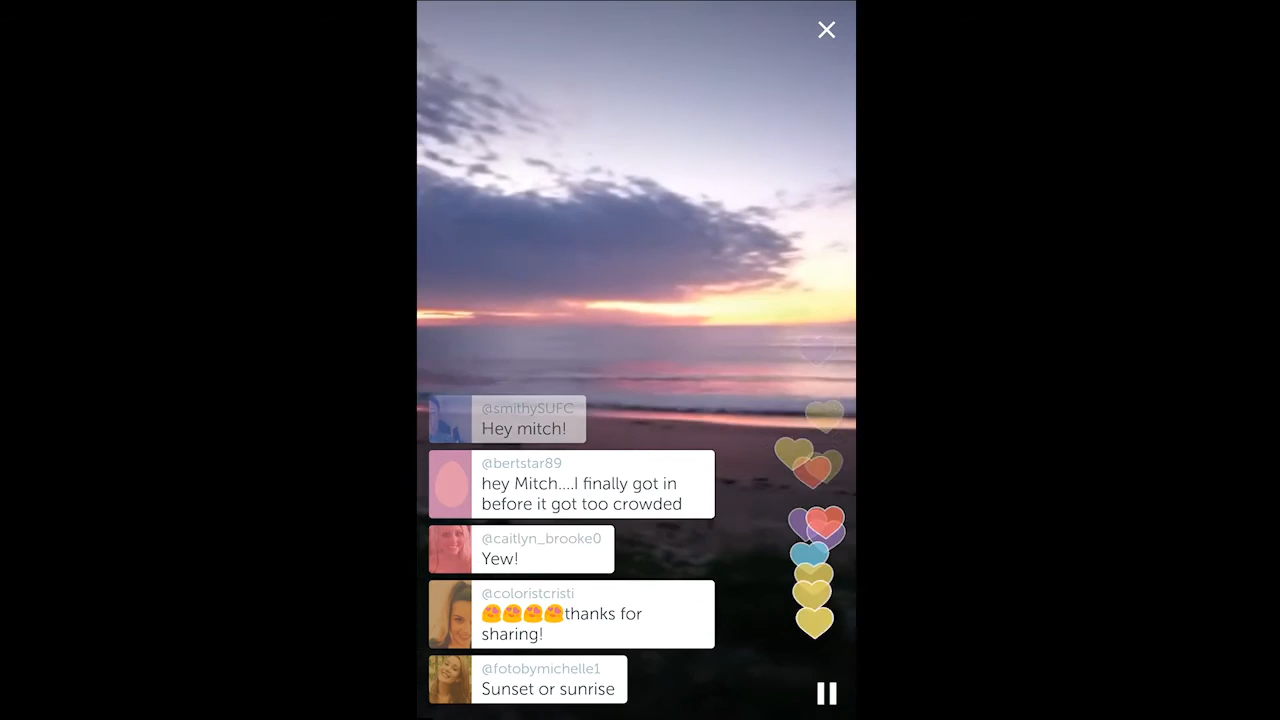 @smithySUFC
Hey mitch!
@bertstar89
hey Mitch....I finally got in
before it got too crowded
@caitlyn_brooke0
Yew!
@coloristcristi
😍😍😍😍thanks for
sharing!
@fotobymichelle1
Sunset or sunrise